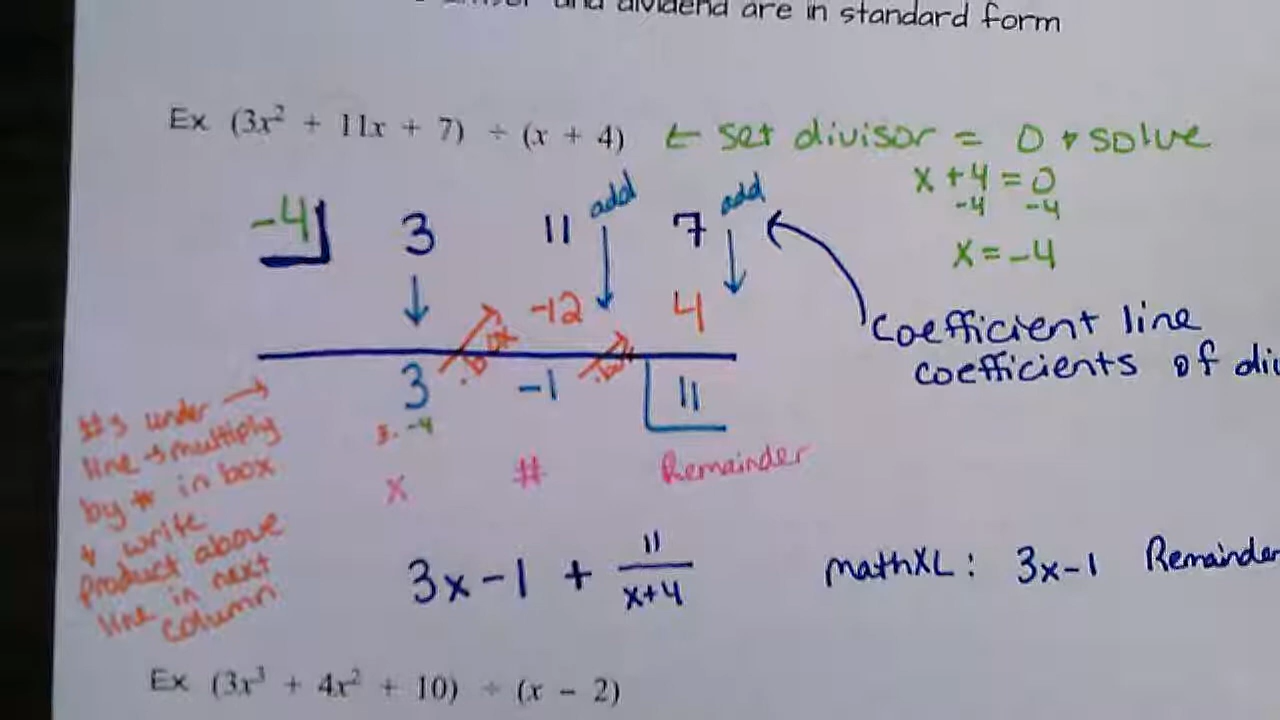 and dividend are in standard form
Ex (3x² + 11x + 7) ÷ (x + 4) ← set divisor = 0 + solve
x + 4 = 0
-4 -4
x = -4
-4 3 11 add 7 add
-12 4
3 -1 11
3. -4
x # Remainder
Coefficient line
coefficients of
#s under
line → multiply
by # in box
+ write
product above
line in next
column
3x - 1 + 11/x+4
mathXL: 3x-1 Remainder
Ex (3x³ + 4x² + 10) ÷ (x - 2)